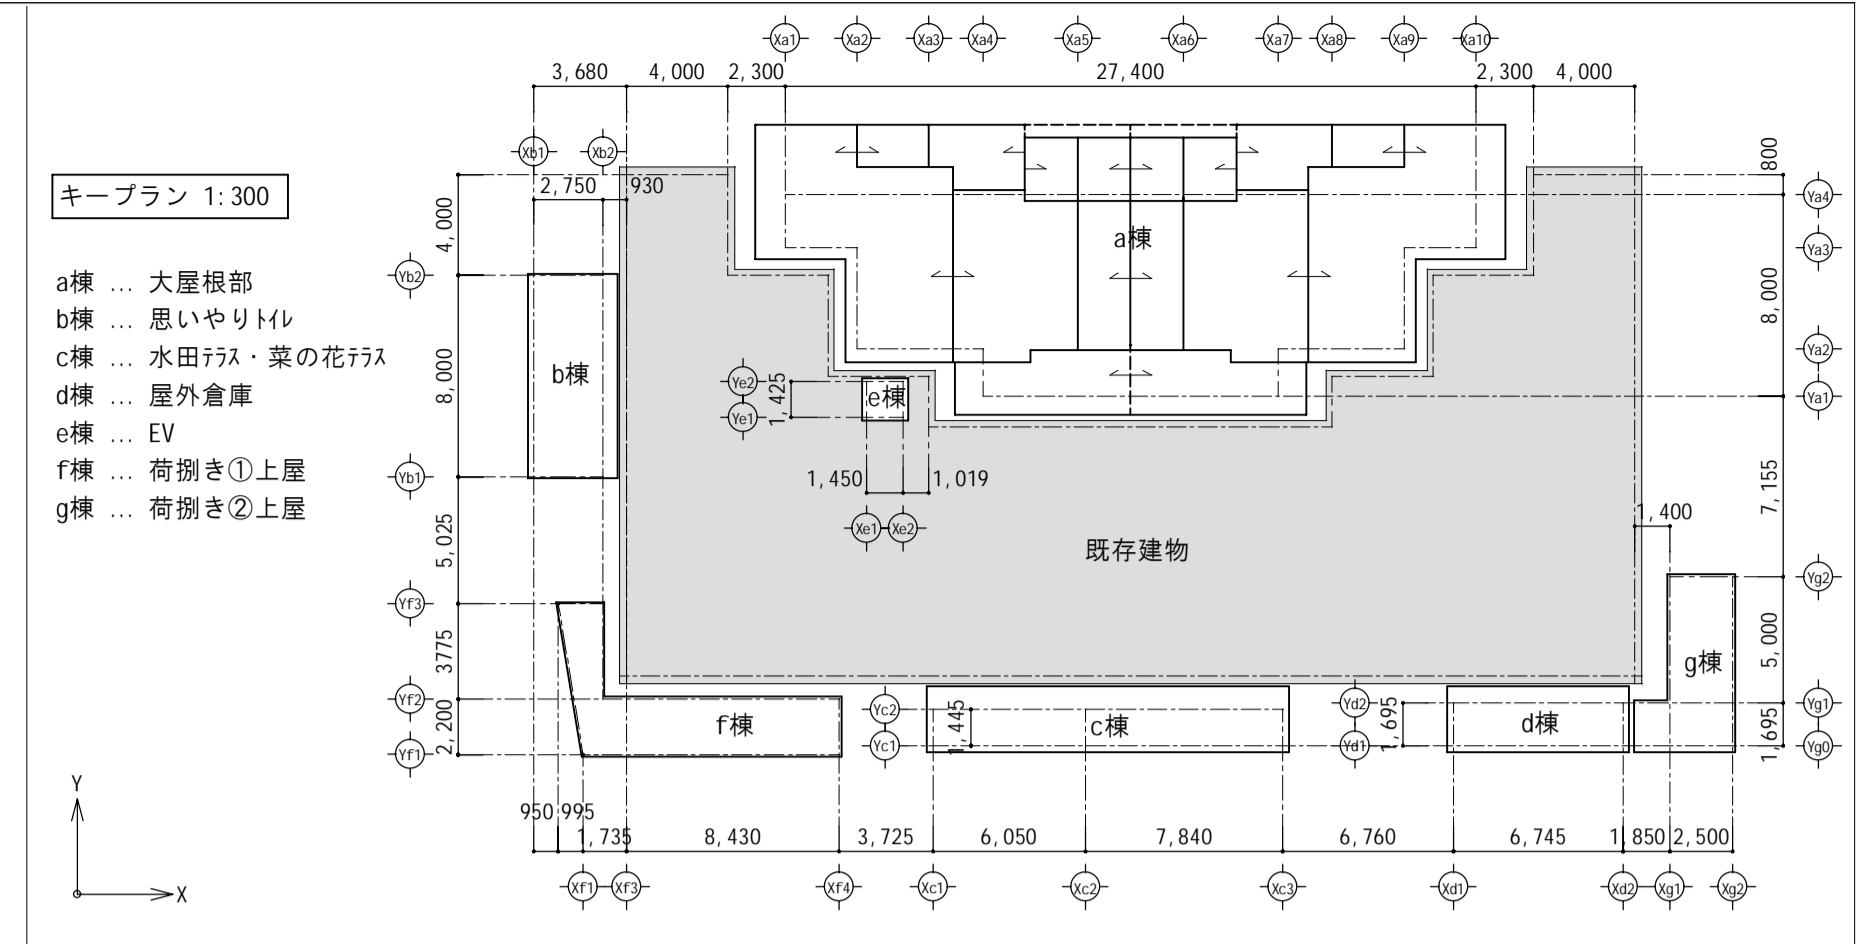 Xa1 Xa2 Xa3 Xa4 Xa5 Xa6 Xa7 Xa8 Xa9 Xa10
3,680 4,000 2,300 27,400 2,300 4,000
Xb1 Xb2
800
キープラン 1:300
2,750 930
Ya4
4,000
a棟
Ya3
a棟 … 大屋根部
Yb2
8,000
b棟 … 思いやりトイレ
Ya2
c棟 … 水田テラス・菜の花テラス
8,000
b棟
Ye2
1,425
e棟
Ya1
d棟 … 屋外倉庫
Ye1
e棟 … EV
f棟 … 荷捌き①上屋
Yb1
1,450 1,019
7,155
g棟 … 荷捌き②上屋
1,400
Xe1 Xe2
5,025
既存建物
Yg2
Yf3
3775
5,000
g棟
Yf2
Yc2
1,445
Yd2
1,695
Yg1
2,200
f棟
c棟
d棟
1,695
Yf1
Yc1
Yd1
Yg0
Y
950 995
1,735 8,430 3,725 6,050 7,840 6,760 6,745 1,850 2,500
X
Xf1 Xf3 Xf4 Xc1 Xc2 Xc3 Xd1 Xd2 Xg1 Xg2